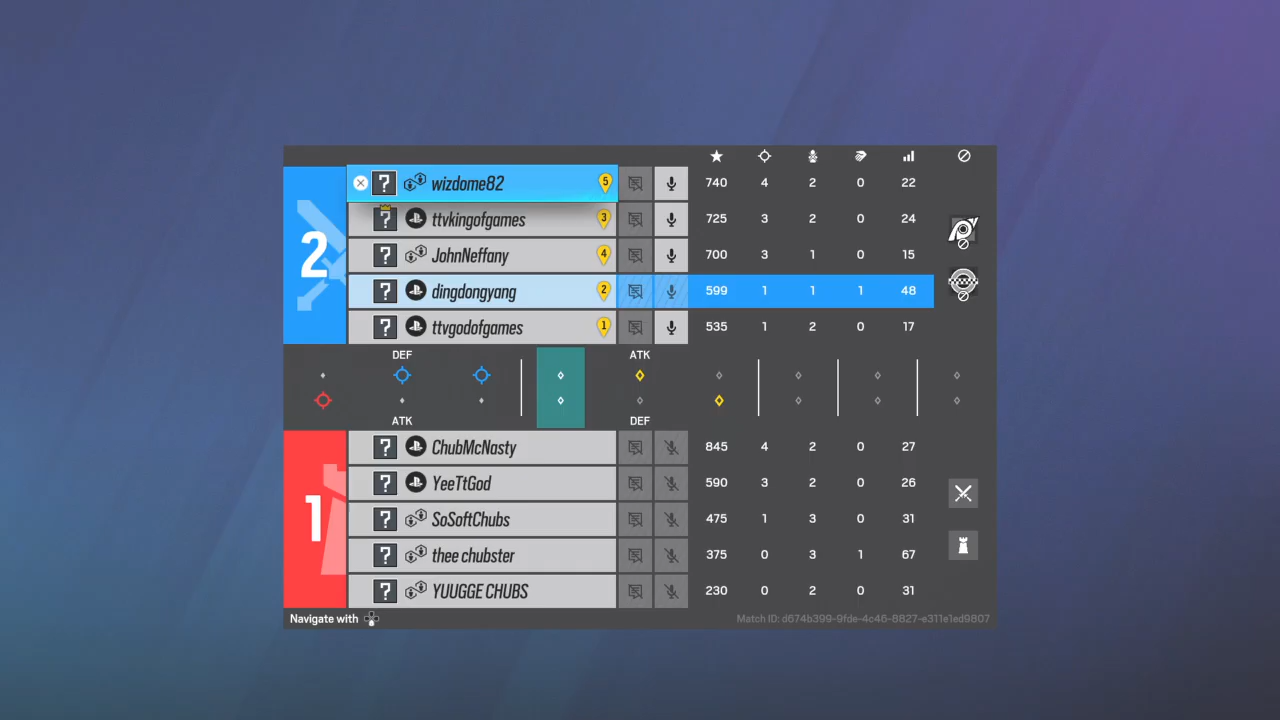 2
? wizdome82 5 740 4 2 0 22
? ttvkingofgames 3 725 3 2 0 24
? JohnNeffany 4 700 3 1 0 15
? dingdongyang 2 599 1 1 1 48
? ttvgodofgames 1 535 1 2 0 17
DEF ATK
ATK DEF
1
? ChubMcNasty 845 4 2 0 27
? YeeTtGod 590 3 2 0 26
? SoSoftChubs 475 1 3 0 31
? thee chubster 375 0 3 1 67
? YUUGGE CHUBS 230 0 2 0 31
Navigate with
Match ID: d674b399-9fde-4c46-8827-e311e1ed9807